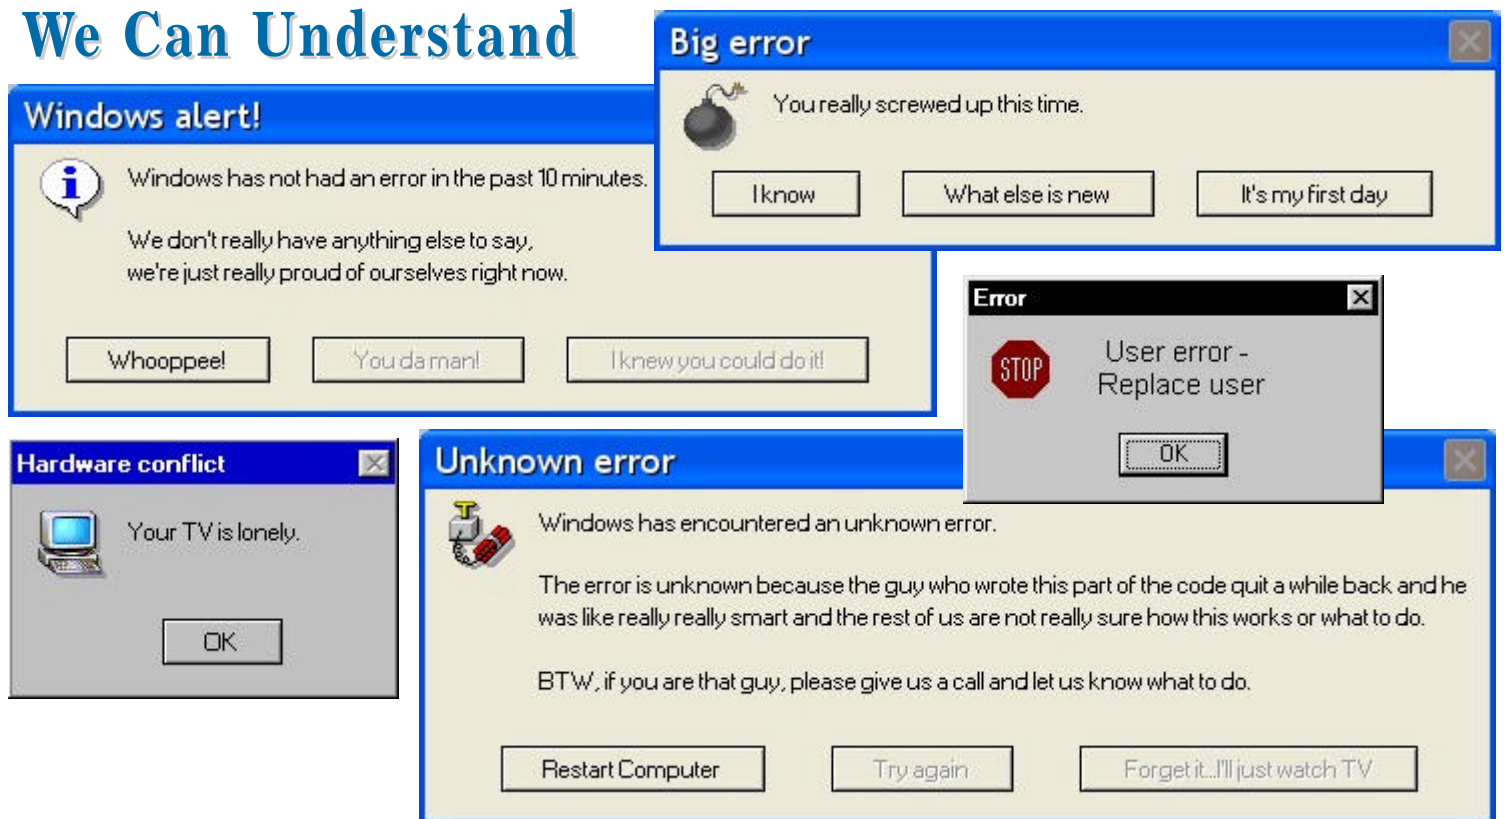 We Can Understand
Big error
You really screwed up this time.
I know
What else is new
It's my first day
Windows alert!
Windows has not had an error in the past 10 minutes.
We don't really have anything else to say,
we're just really proud of ourselves right now.
Whooppee!
You da man!
I knew you could do it!
Error
STOP
User error -
Replace user
OK
Hardware conflict
Your TV is lonely.
OK
Unknown error
Windows has encountered an unknown error.
The error is unknown because the guy who wrote this part of the code quit a while back and he
was like really really smart and the rest of us are not really sure how this works or what to do.
BTW, if you are that guy, please give us a call and let us know what to do.
Restart Computer
Try again
Forget it...I'll just watch TV